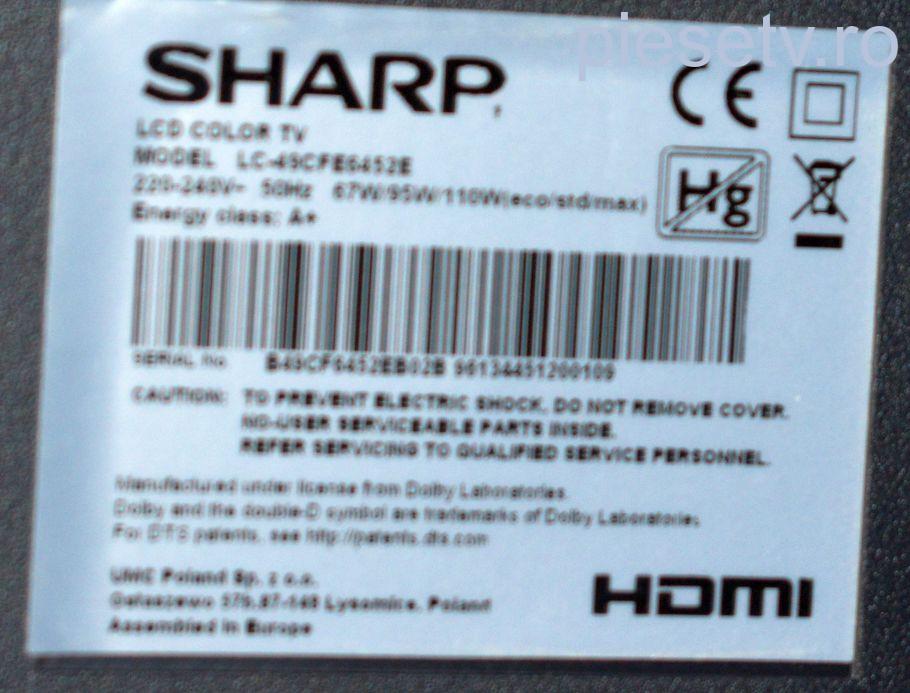 piesetv.ro
SHARP
LCD COLOR TV
MODEL LC-49CFE6452E
220-240V~ 50Hz 67W/95W/110W(eco/std/max)
Energy class: A+
Hg
SERIAL no. B49CF6452EB02B 96134451200109
CAUTION: TO PREVENT ELECTRIC SHOCK, DO NOT REMOVE COVER.
NO-USER SERVICEABLE PARTS INSIDE.
REFER SERVICING TO QUALIFIED SERVICE PERSONNEL.
Manufactured under license from Dolby Laboratories.
Dolby and the double-D symbol are trademarks of Dolby Laboratories
For DTS patents, see http://patents.dts.com
UMC Poland Sp. z o.o.
Lysomice, Poland
Assembled in Europe
HDMI